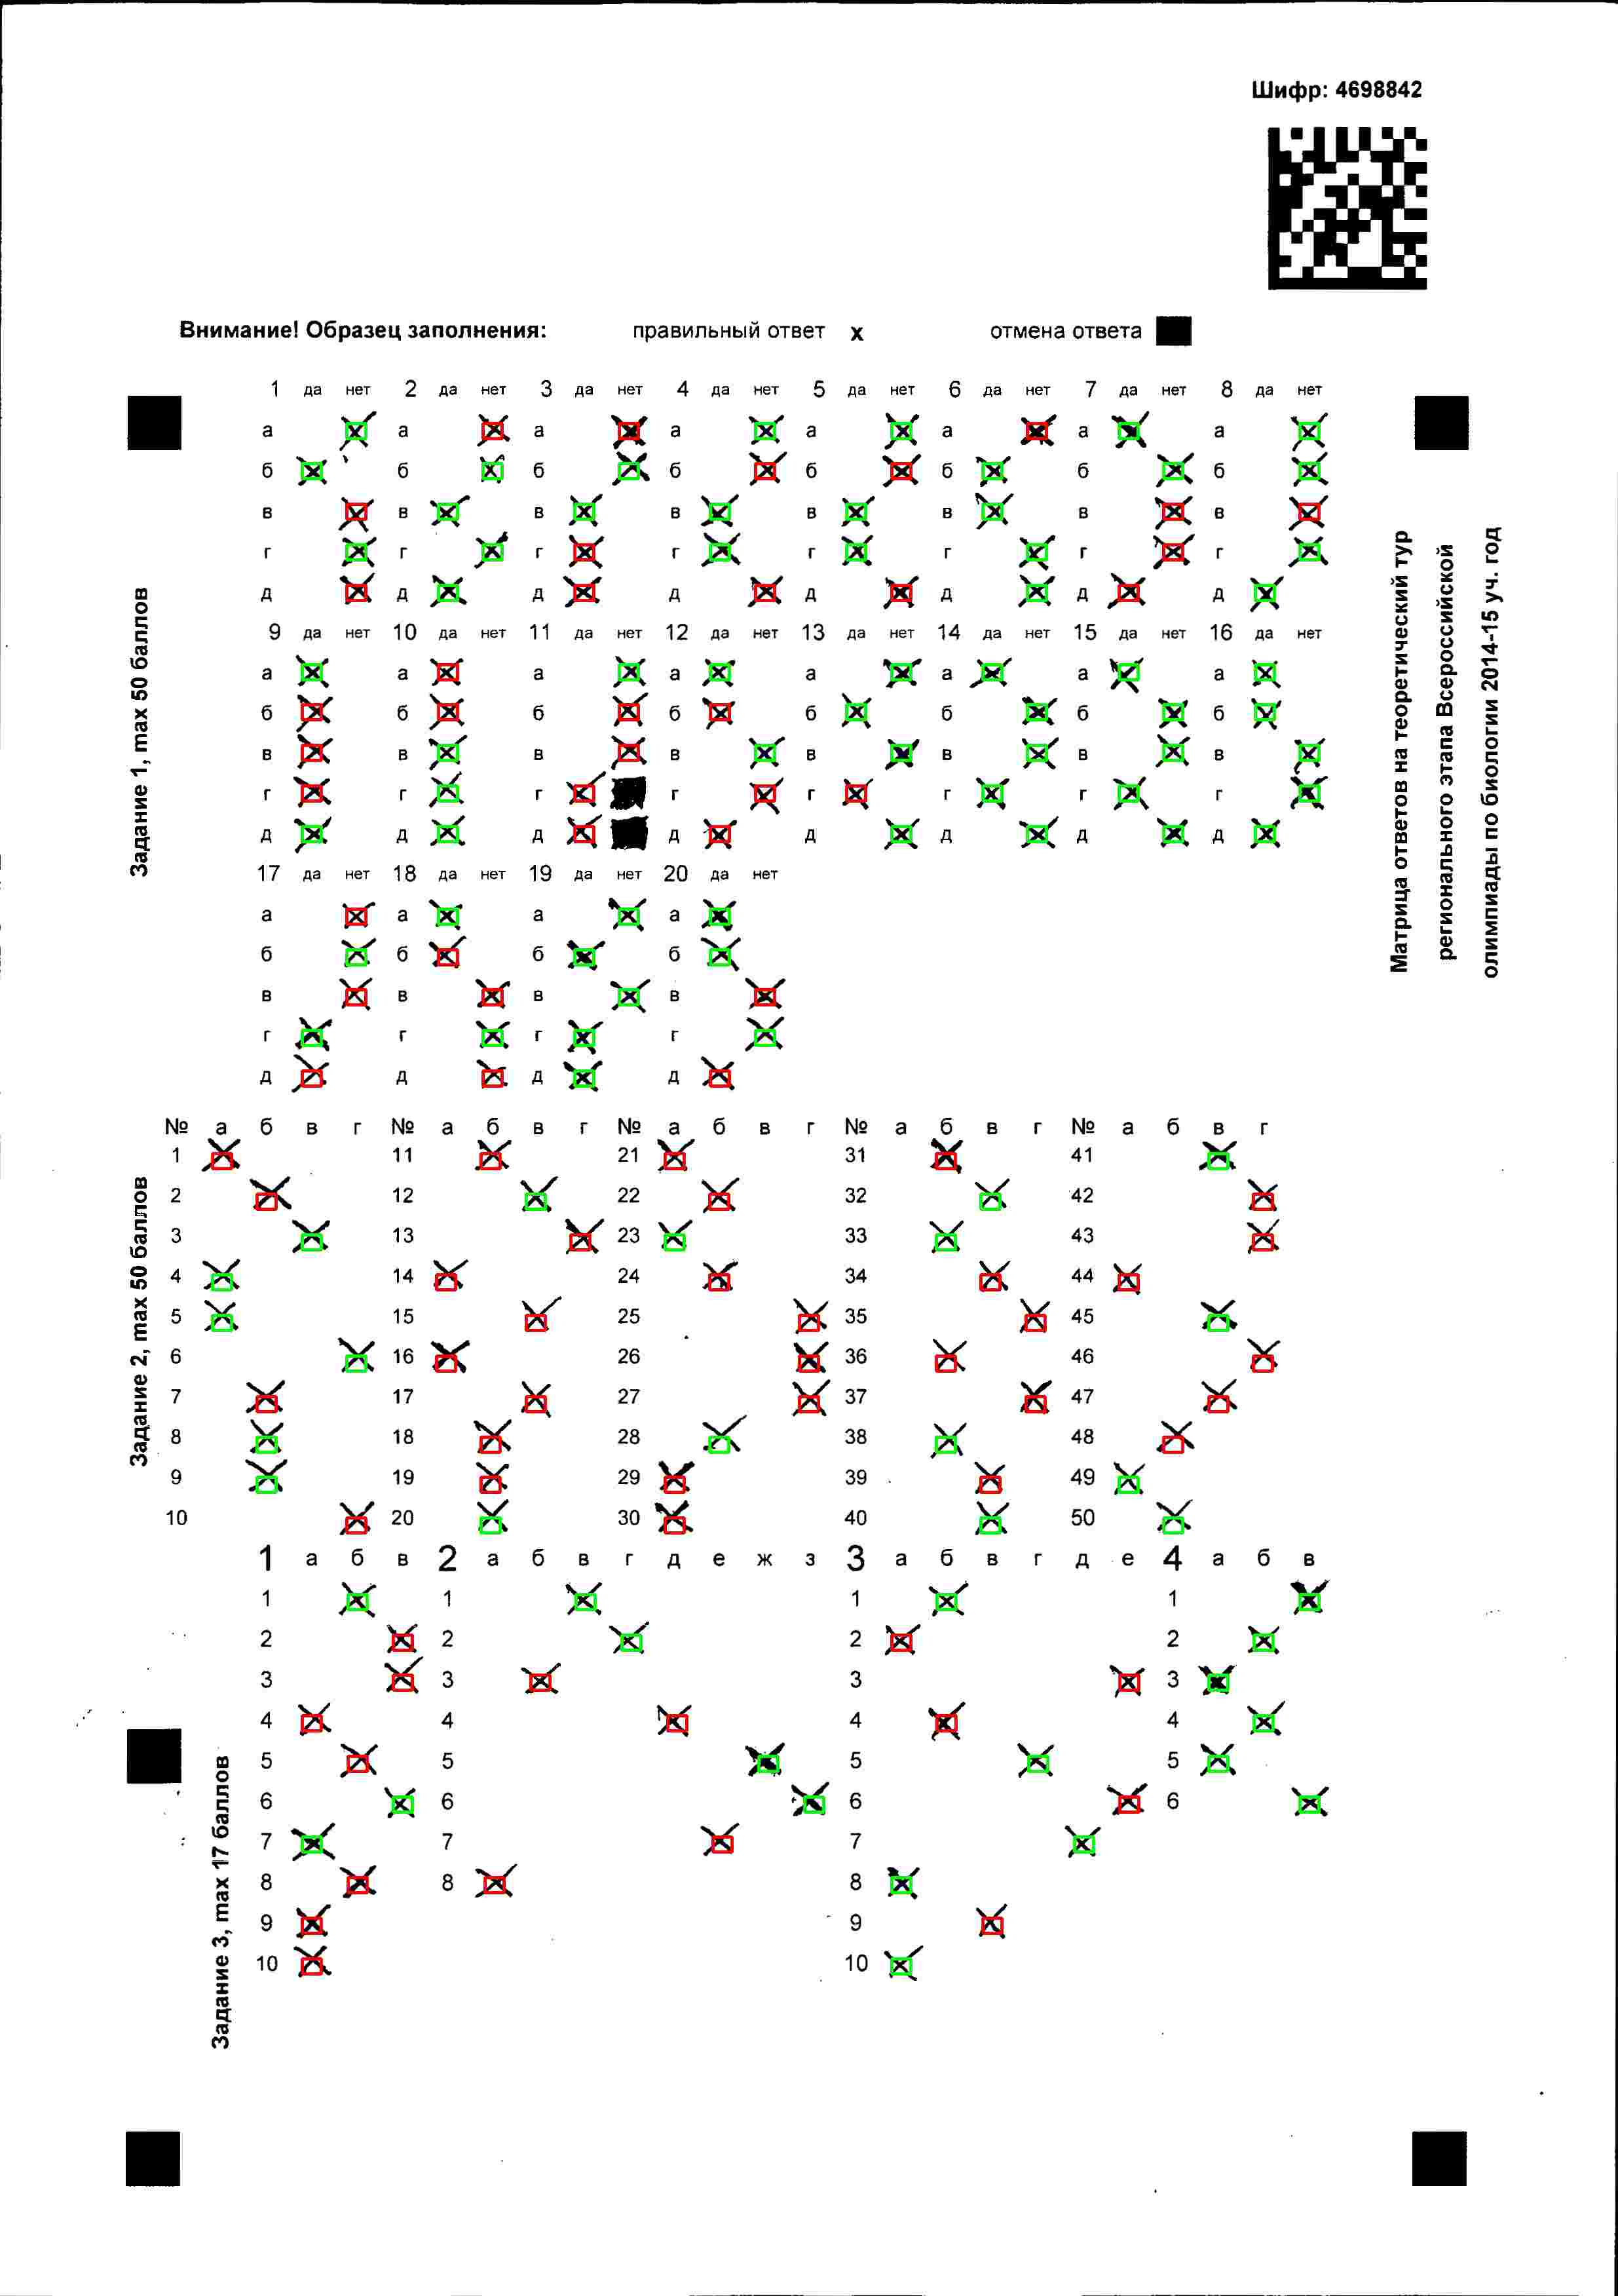 Шифр: 4698842
Внимание! Образец заполнения: правильный ответ x отмена ответа
1 да нет 2 да нет 3 да нет 4 да нет 5 да нет 6 да нет 7 да нет 8 да нет
а а а а а а а а
б б б б б б б б
в в в в в в в в
г г г г г г г г
д д д д д д д д
9 да нет 10 да нет 11 да нет 12 да нет 13 да нет 14 да нет 15 да нет 16 да нет
а а а а а а а а
б б б б б б б б
в в в в в в в в
г г г г г г г г
д д д д д д д д
17 да нет 18 да нет 19 да нет 20 да нет
а а а а
б б б б
в в в в
г г г г
д д д д
Задание 1, max 50 баллов
Матрица ответов на теоретический тур
регионального этапа Всероссийской
олимпиады по биологии 2014-15 уч. год
№ а б в г № а б в г № а б в г № а б в г № а б в г
1 11 21 31 41
2 12 22 32 42
3 13 23 33 43
4 14 24 34 44
5 15 25 35 45
6 16 26 36 46
7 17 27 37 47
8 18 28 38 48
9 19 29 39 49
10 20 30 40 50
Задание 2, max 50 баллов
1 а б в 2 а б в г д е ж з 3 а б в г д е 4 а б в
1 1 1 1
2 2 2 2
3 3 3 3
4 4 4 4
5 5 5 5
6 6 6 6
7 7 7
8 8 8
9 9
10 10
Задание 3, max 17 баллов